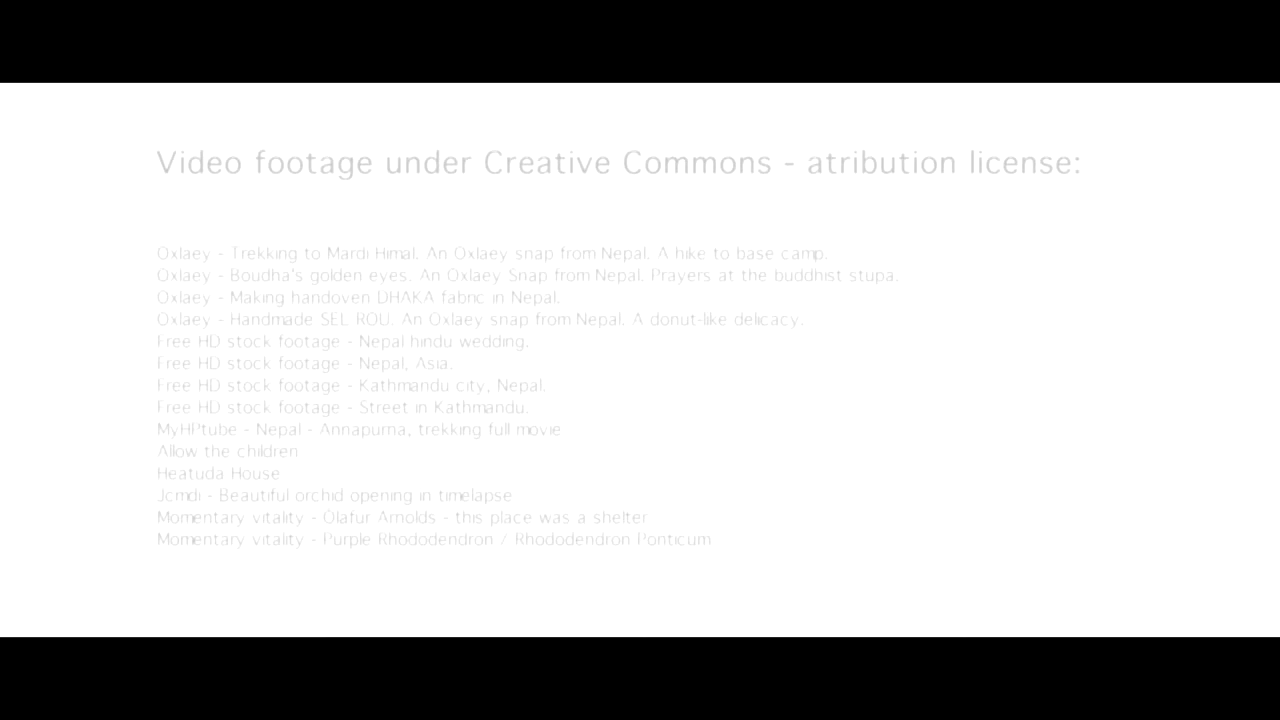 Video footage under Creative Commons - atribution license:
Oxlaey - Trekking to Mardi Himal. An Oxlaey snap from Nepal. A hike to base camp.
Oxlaey - Boudha's golden eyes. An Oxlaey Snap from Nepal. Prayers at the buddhist stupa.
Oxlaey - Making handoven DHAKA fabric in Nepal.
Oxlaey - Handmade SEL ROU. An Oxlaey snap from Nepal. A donut-like delicacy.
Free HD stock footage - Nepal hindu wedding.
Free HD stock footage - Nepal, Asia.
Free HD stock footage - Kathmandu city, Nepal.
Free HD stock footage - Street in Kathmandu.
MyHPtube - Nepal - Annapurna, trekking full movie
Allow the children
Heatuda House
Jcmdi - Beautiful orchid opening in timelapse
Momentary vitality - Ólafur Arnolds - this place was a shelter
Momentary vitality - Purple Rhododendron / Rhododendron Ponticum